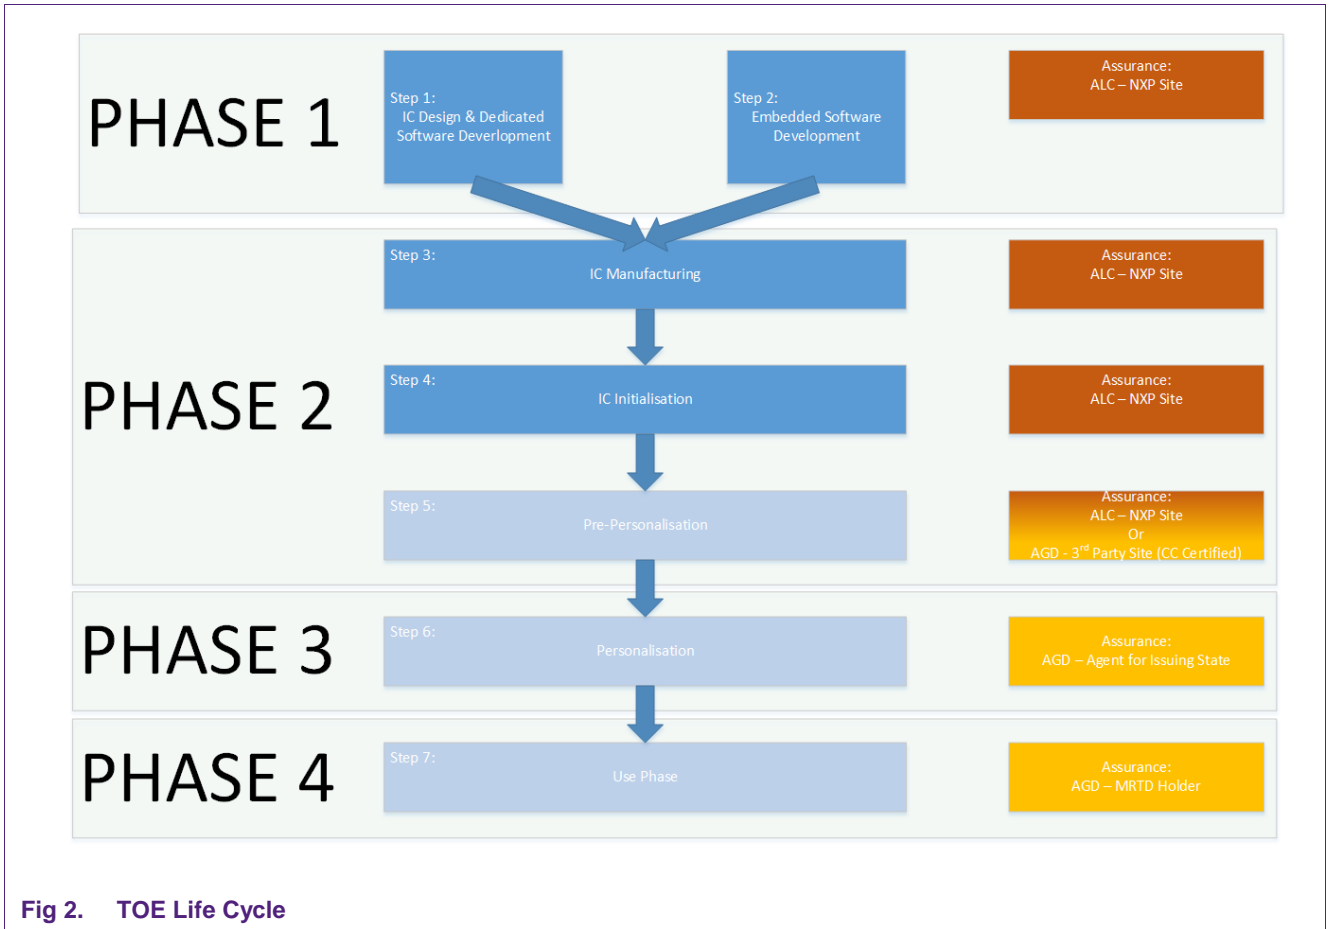 PHASE 1
Step 1:
IC Design & Dedicated
Software Deverlopment
Step 2:
Embedded Software
Development
Assurance:
ALC – NXP Site
PHASE 2
Step 3:
IC Manufacturing
Assurance:
ALC – NXP Site
Step 4:
IC Initialisation
Assurance:
ALC – NXP Site
Step 5:
Pre-Personalisation
Assurance:
ALC – NXP Site
Or
AGD - 3rd Party Site (CC Certified)
PHASE 3
Step 6:
Personalisation
Assurance:
AGD – Agent for Issuing State
PHASE 4
Step 7:
Use Phase
Assurance:
AGD – MRTD Holder
Fig 2. TOE Life Cycle